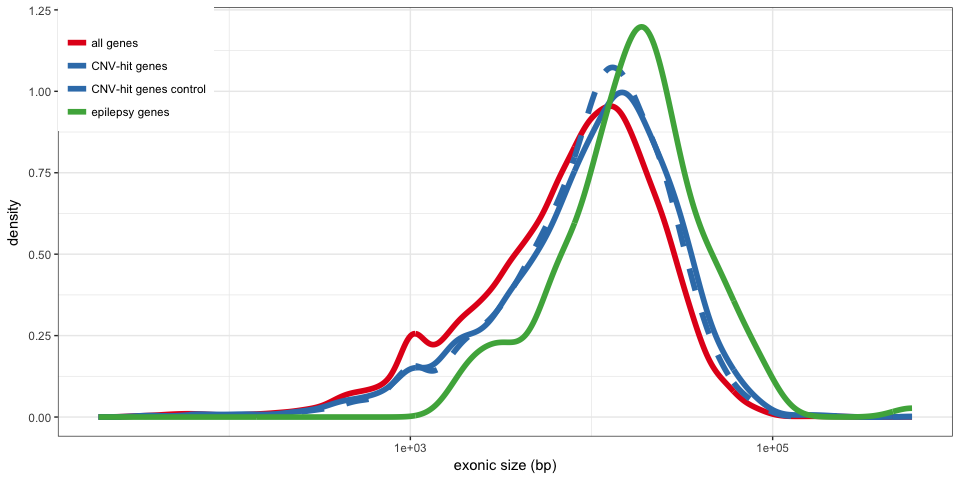 1.25
all genes
CNV-hit genes
CNV-hit genes control
epilepsy genes
1.00
0.75
0.50
0.25
0.00
density
1e+03
1e+05
exonic size (bp)